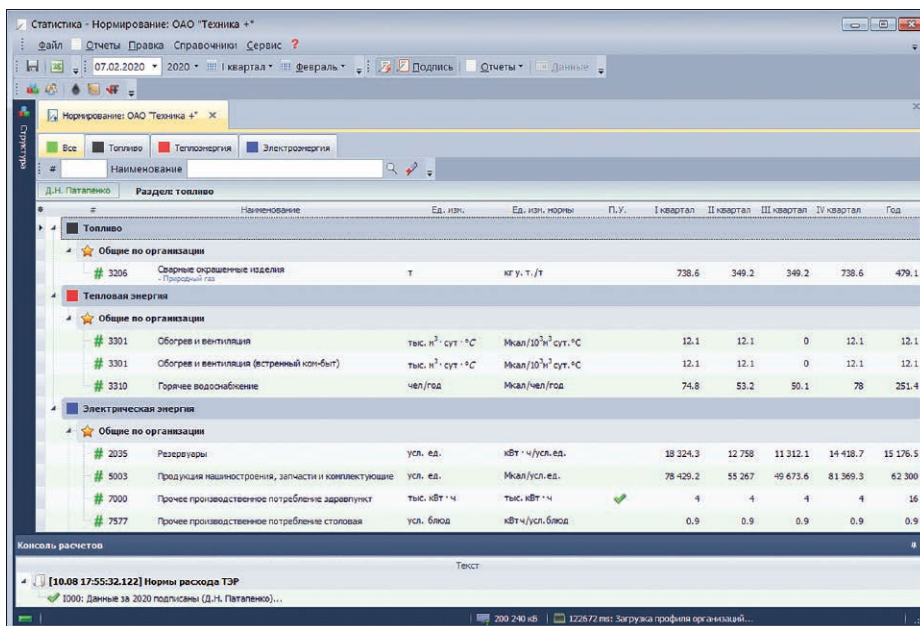 Статистика - Нормирование: ОАО "Техника +"
Файл Отчеты Правка Справочники Сервис ?
07.02.2020 2020 I квартал Февраль Подпись Отчеты Данные
Нормирование: ОАО "Техника +" ×
Структура
Все Топливо Теплоэнергия Электроэнергия
# Наименование
Д.Н. Патапенко Раздел: топливо
# Наименование Ед. изм. Ед. изм. нормы П.У. I квартал II квартал III квартал IV квартал Год
Топливо
Общие по организации
# 3206 Сварные окрашенные изделия т кг у. т./т 738.6 349.2 349.2 738.6 479.1
- Природный газ
Тепловая энергия
Общие по организации
# 3301 Обогрев и вентиляция тыс. м³ · сут · °C Мкал/10³м³ сут.°C 12.1 12.1 0 12.1 12.1
# 3301 Обогрев и вентиляция (встренный ком-быт) тыс. м³ · сут · °C Мкал/10³м³ сут.°C 12.1 12.1 0 12.1 12.1
# 3310 Горячее водоснабжение чел/год Мкал/чел/год 74.8 53.2 50.1 78 251.4
Электрическая энергия
Общие по организации
# 2035 Резервуары усл. ед. кВт · ч/усл.ед. 18 324.3 12 758 11 312.1 14 418.7 15 176.5
# 5003 Продукция машиностроения, запчасти и комплектующие усл. ед. Мкал/усл.ед. 78 429.2 55 267 49 673.6 81 369.3 62 300
# 7000 Прочее производственное потребление здравпункт тыс. кВт · ч тыс. кВт · ч 4 4 4 4 16
# 7577 Прочее производственное потребление столовая усл. блюд кВтч/усл.блюд 0.9 0.9 0.9 0.9 0.9
Консоль расчетов
Текст
[10.08 17:55:32.122] Нормы расхода ТЭР
I000: Данные за 2020 подписаны (Д.Н. Патапенко)...
200 240 кБ 122672 ms: Загрузка профиля организаций...